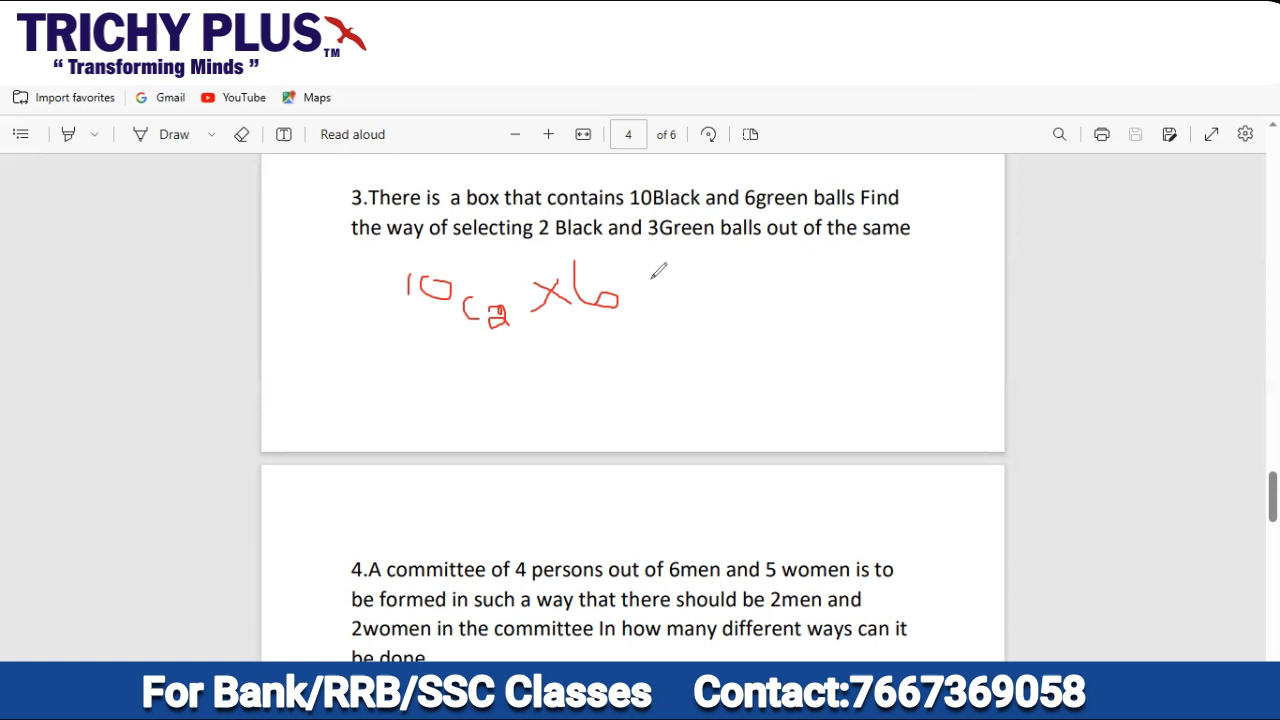 TRICHY PLUS
TM
“ Transforming Minds ”
Import favorites Gmail YouTube Maps
Draw Read aloud 4 of 6
3.There is a box that contains 10Black and 6green balls Find
the way of selecting 2 Black and 3Green balls out of the same
10 C2 x6
4.A committee of 4 persons out of 6men and 5 women is to
be formed in such a way that there should be 2men and
2women in the committee In how many different ways can it
be done
For Bank/RRB/SSC Classes Contact:7667369058